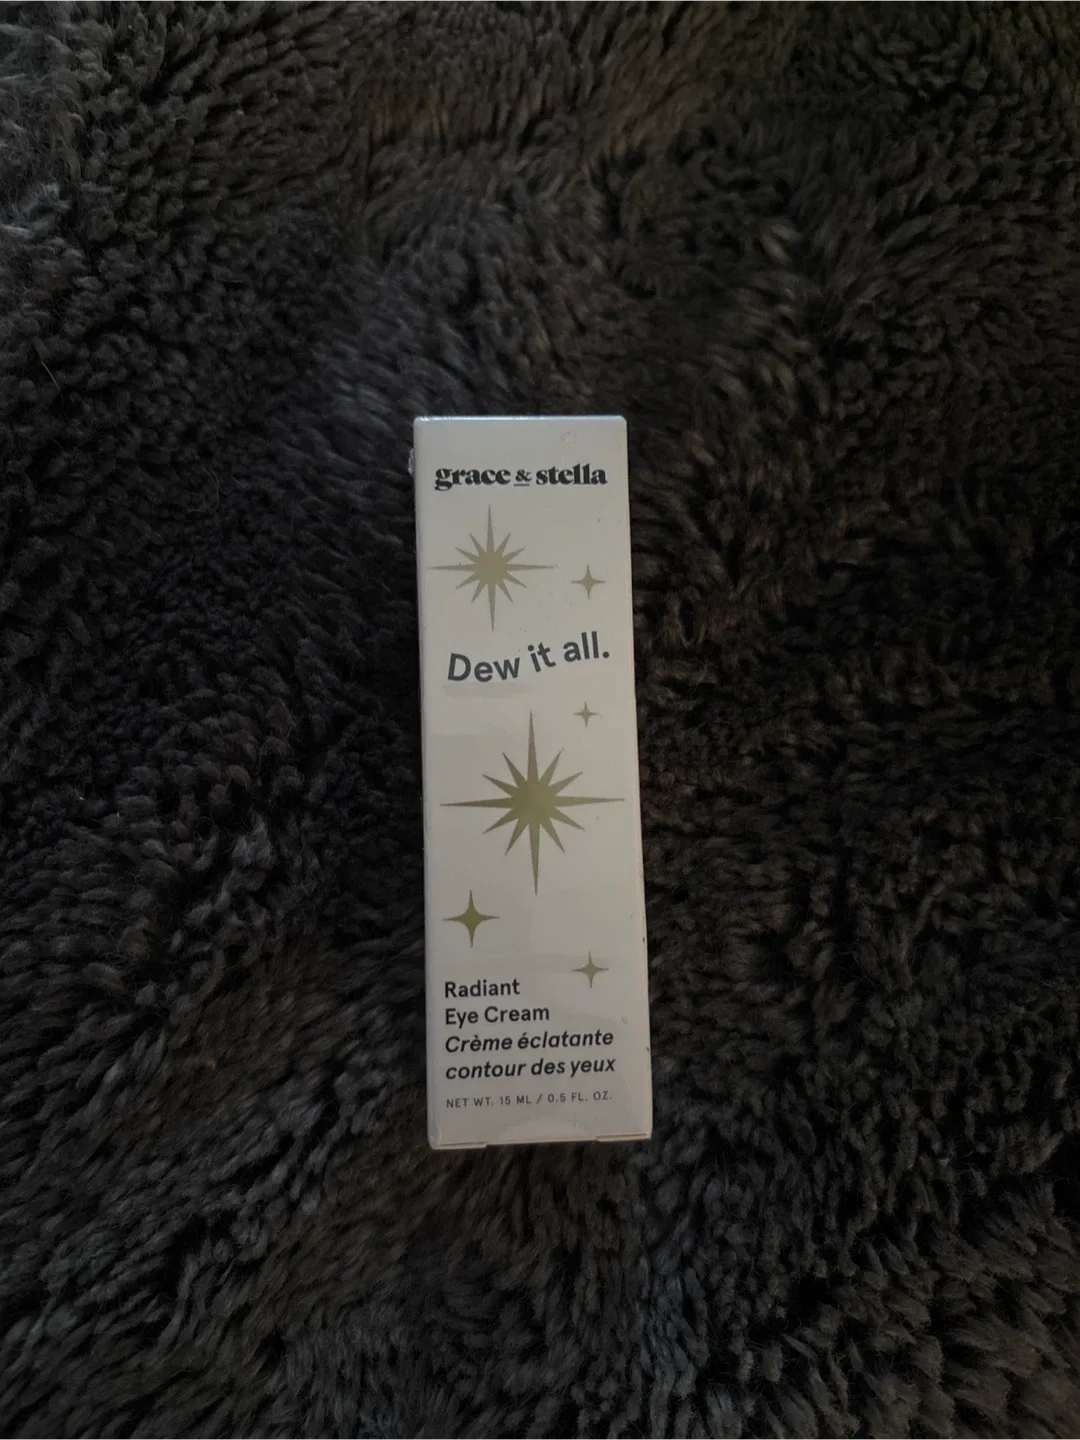 grace & stella
Dew it all.
Radiant
Eye Cream
Crème éclatante
contour des yeux
NET WT. 15 ML / 0.5 FL. OZ.